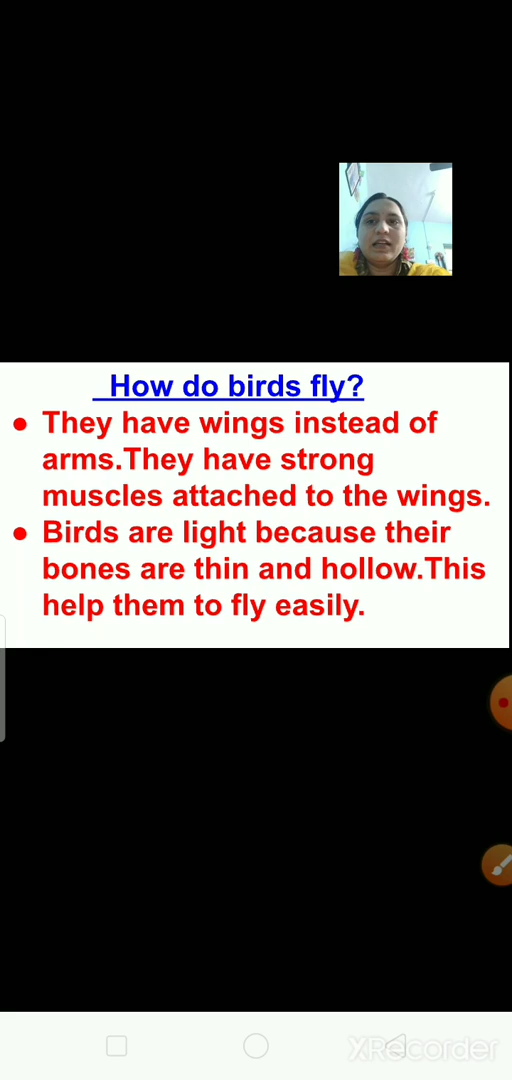 How do birds fly?
● They have wings instead of
arms.They have strong
muscles attached to the wings.
● Birds are light because their
bones are thin and hollow.This
help them to fly easily.
XRecorder